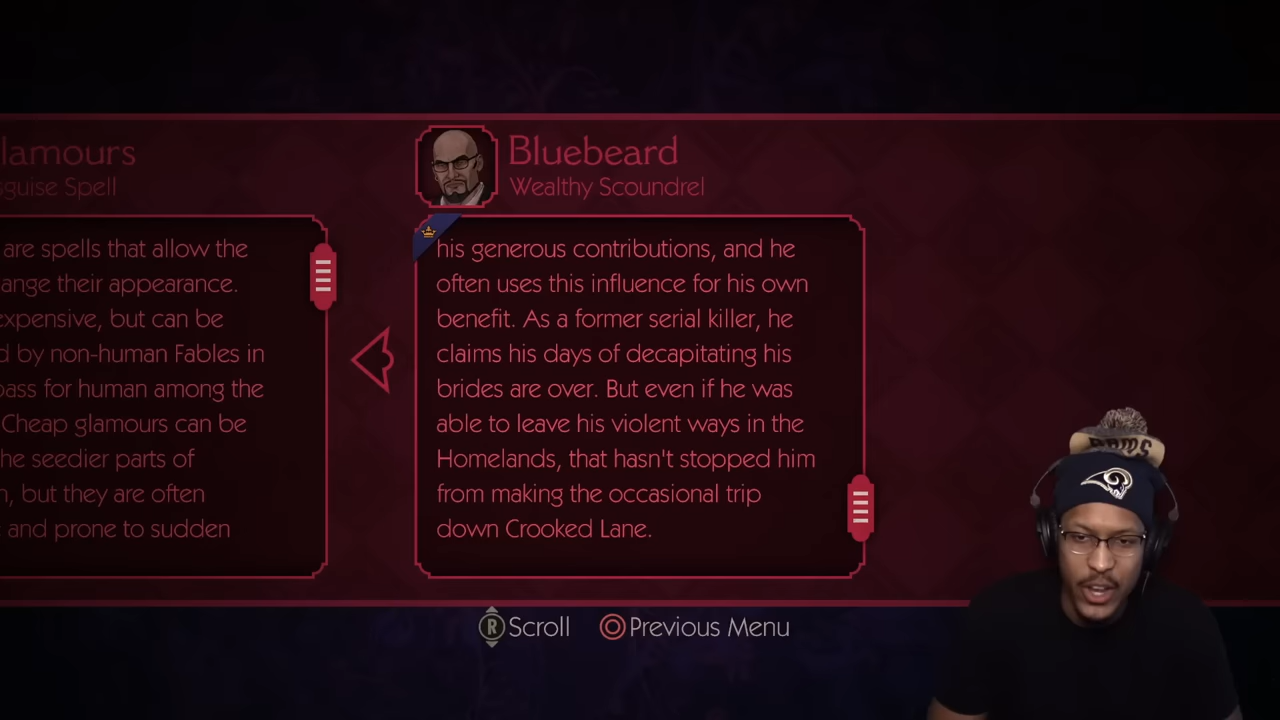 lamours
sguise Spell
are spells that allow the
ange their appearance.
expensive, but can be
d by non-human Fables in
pass for human among the
Cheap glamours can be
he seedier parts of
n, but they are often
and prone to sudden
Bluebeard
Wealthy Scoundrel
his generous contributions, and he
often uses this influence for his own
benefit. As a former serial killer, he
claims his days of decapitating his
brides are over. But even if he was
able to leave his violent ways in the
Homelands, that hasn't stopped him
from making the occasional trip
down Crooked Lane.
R Scroll
Previous Menu
RAMS